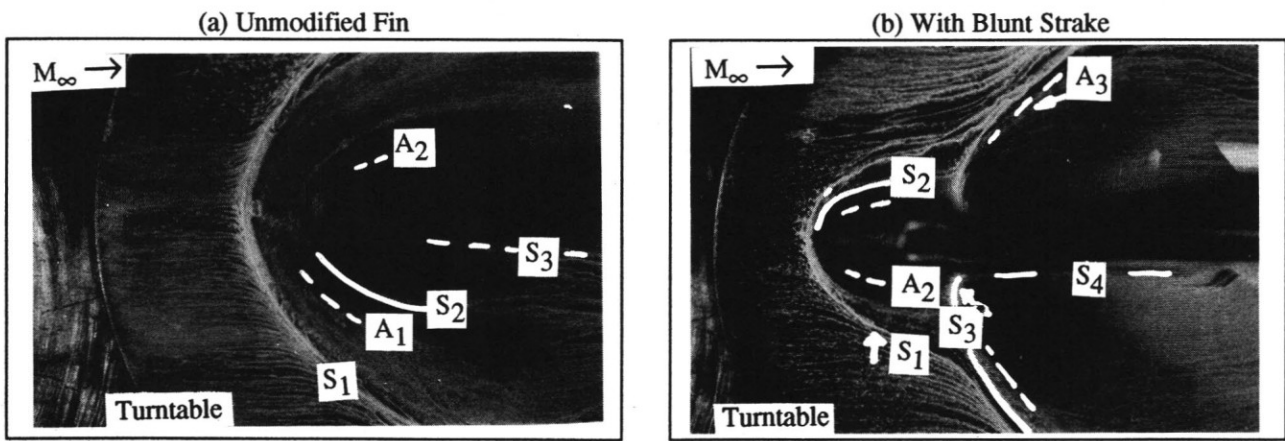 (a) Unmodified Fin
M∞ →
A2
S3
S2
A1
S1
Turntable
(b) With Blunt Strake
M∞ →
A3
S2
A2
S4
S3
S1
Turntable